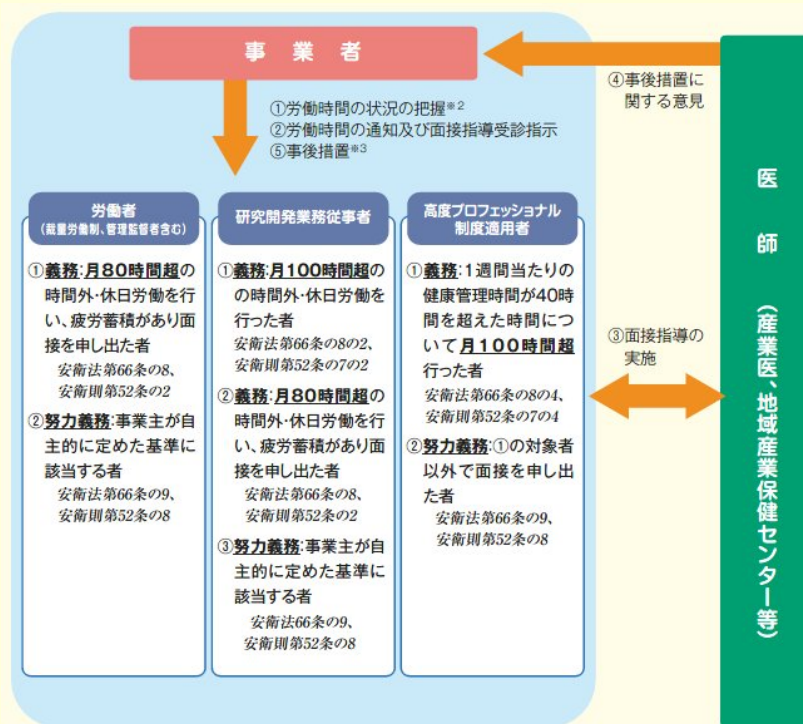 事業者
④事後措置に
関する意見
①労働時間の状況の把握※2
②労働時間の通知及び面接指導受診指示
⑤事後措置※3
労働者
(裁量労働制、管理監督者含む)
①義務:月80時間超の
時間外・休日労働を行
い、疲労蓄積があり面
接を申し出た者
安衛法第66条の8、
安衛則第52条の2
②努力義務:事業主が自
主的に定めた基準に
該当する者
安衛法第66条の9、
安衛則第52条の8
研究開発業務従事者
①義務:月100時間超の
の時間外・休日労働を
行った者
安衛法第66条の8の2、
安衛則第52条の7の2
②義務:月80時間超の
時間外・休日労働を行
い、疲労蓄積があり面
接を申し出た者
安衛法第66条の8、
安衛則第52条の2
③努力義務:事業主が自
主的に定めた基準に
該当する者
安衛法66条の9、
安衛則第52条の8
高度プロフェッショナル
制度適用者
①義務:1週間当たりの
健康管理時間が40時
間を超えた時間につ
いて月100時間超
行った者
安衛法第66条の8の4、
安衛則第52条の7の4
②努力義務:①の対象者
以外で面接を申し出
た者
安衛法第66条の9、
安衛則第52条の8
③面接指導の
実施
医師(産業医、地域産業保健センター等)